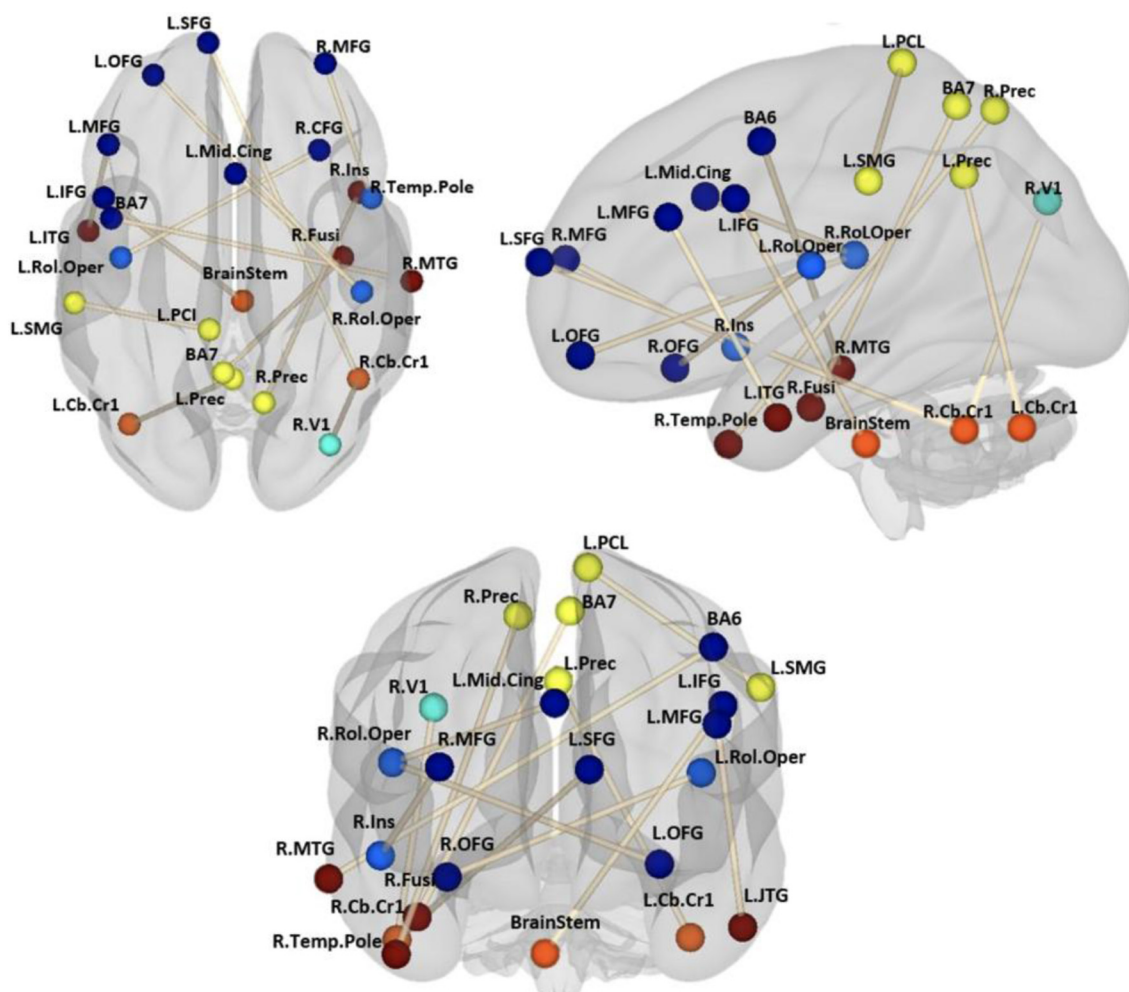 L.SFG
R.MFG
L.OFG
L.MFG
R.CFG
L.Mid.Cing
R.Ins
L.IFG
R.Temp.Pole
BA7
L.ITG
R.Fusi
L.Rol.Oper
BrainStem
R.MTG
L.SMG
L.PCI
R.Rol.Oper
BA7
R.Cb.Cr1
R.Prec
L.Prec
L.Cb.Cr1
R.V1
L.PCL
BA7
R.Prec
BA6
L.SMG
L.Prec
L.Mid.Cing
R.V1
L.MFG
L.IFG
R.RoLOper
L.SFG
R.MFG
L.RolOper
R.Ins
L.OFG
R.OFG
R.MTG
L.ITG
R.Fusi
R.Temp.Pole
BrainStem
R.Cb.Cr1
L.Cb.Cr1
L.PCL
R.Prec
BA7
BA6
L.Prec
L.SMG
L.Mid.Cing
L.IFG
R.V1
L.MFG
R.Rol.Oper
R.MFG
L.SFG
L.Rol.Oper
R.Ins
R.OFG
L.OFG
R.MTG
R.Fusi
L.Cb.Cr1
L.JTG
R.Cb.Cr1
BrainStem
R.Temp.Pole